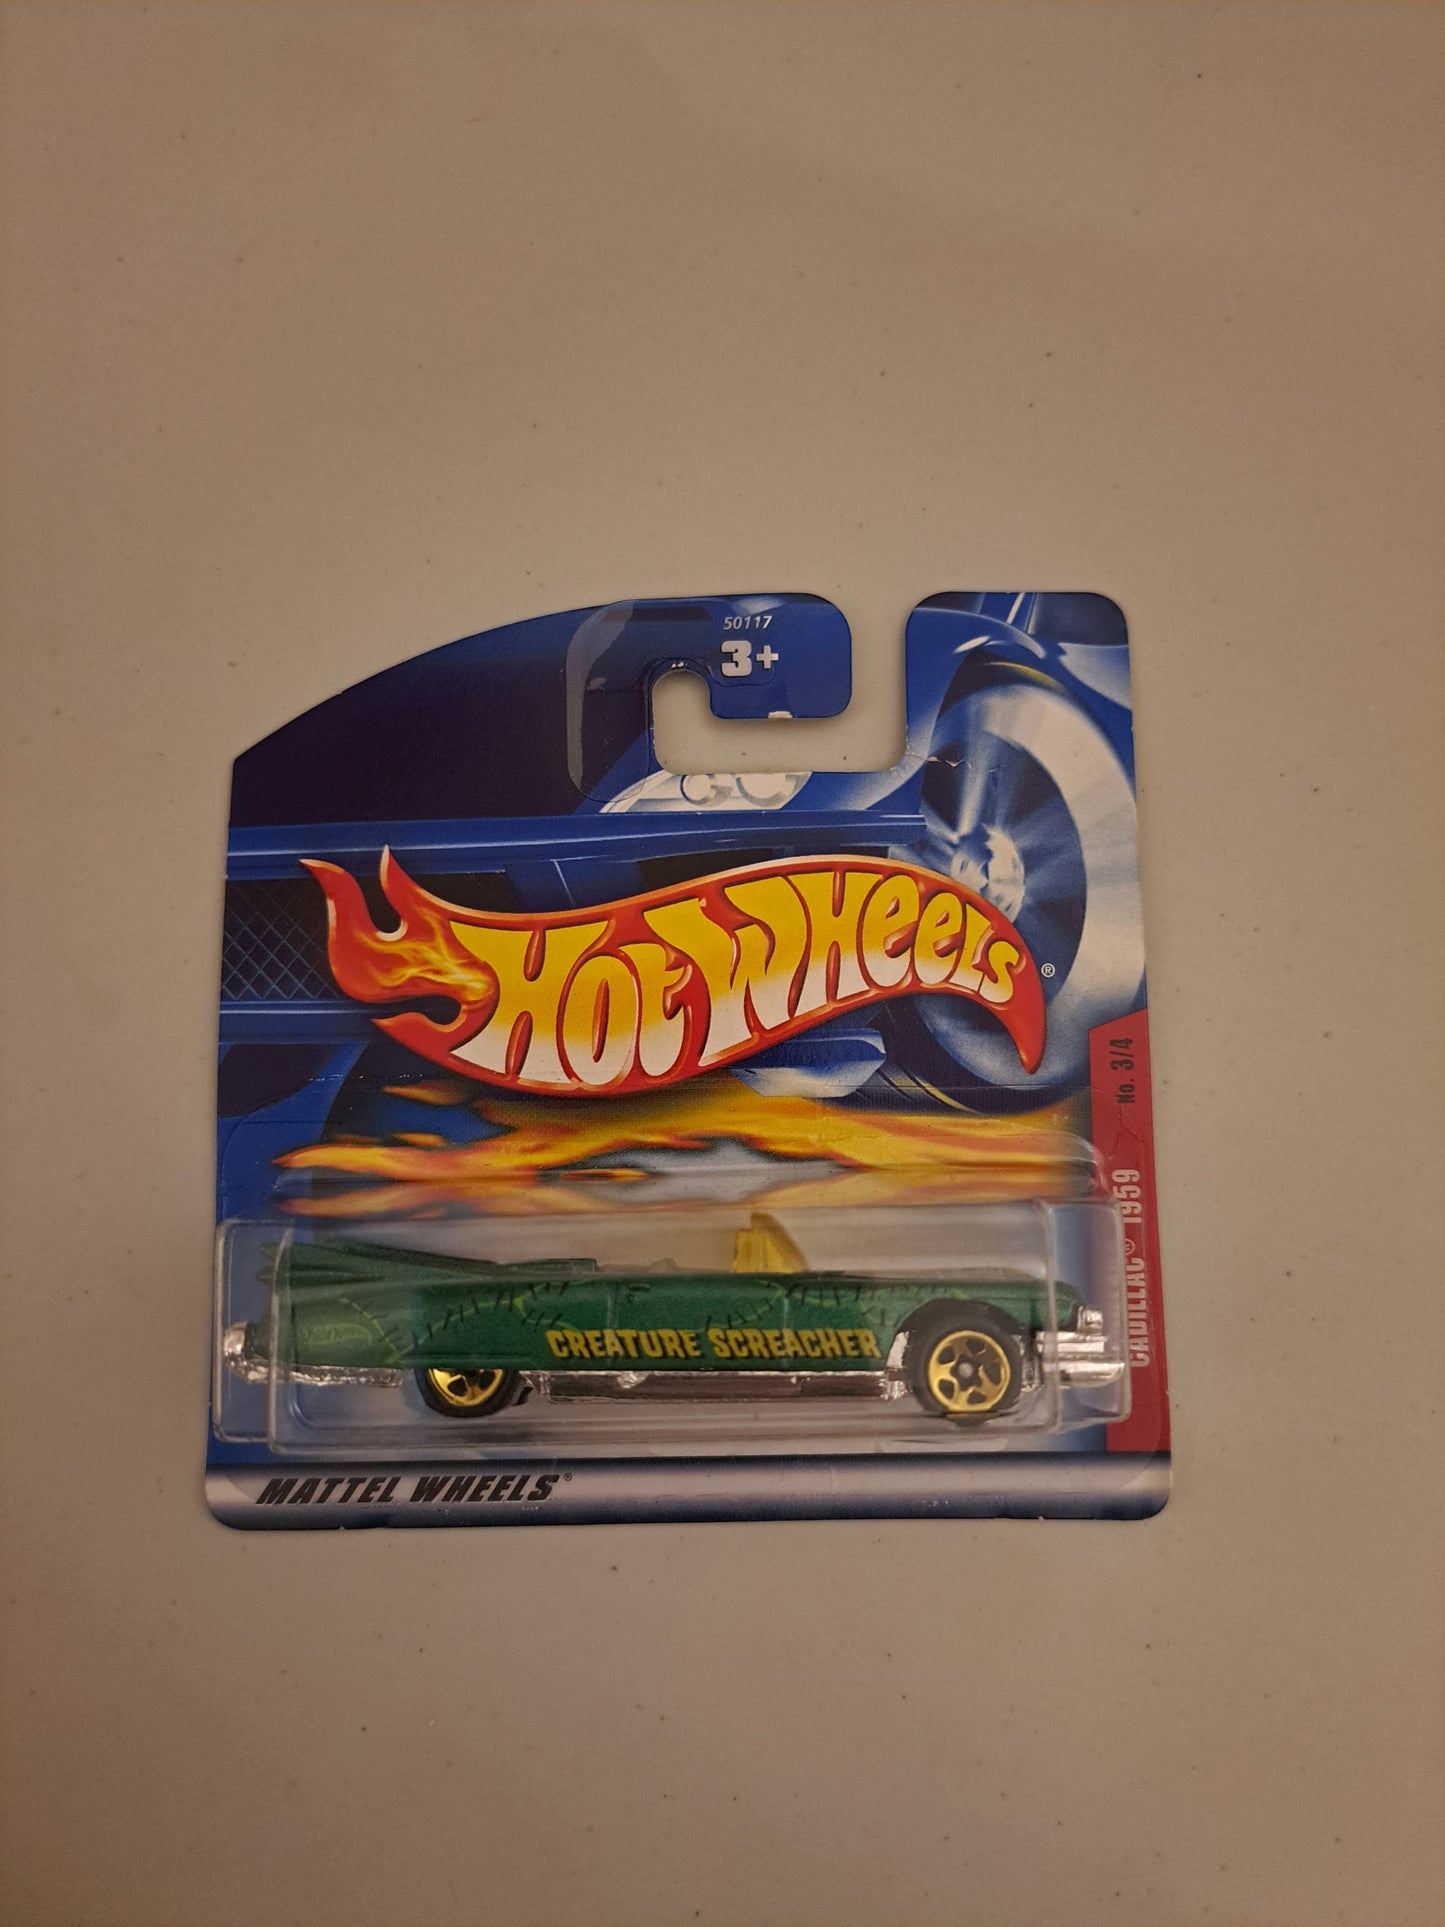 50117
3+
HOT WHEELS®
No. 3/4
CADILLAC® 1959
CREATURE SCREACHER
MATTEL WHEELS®